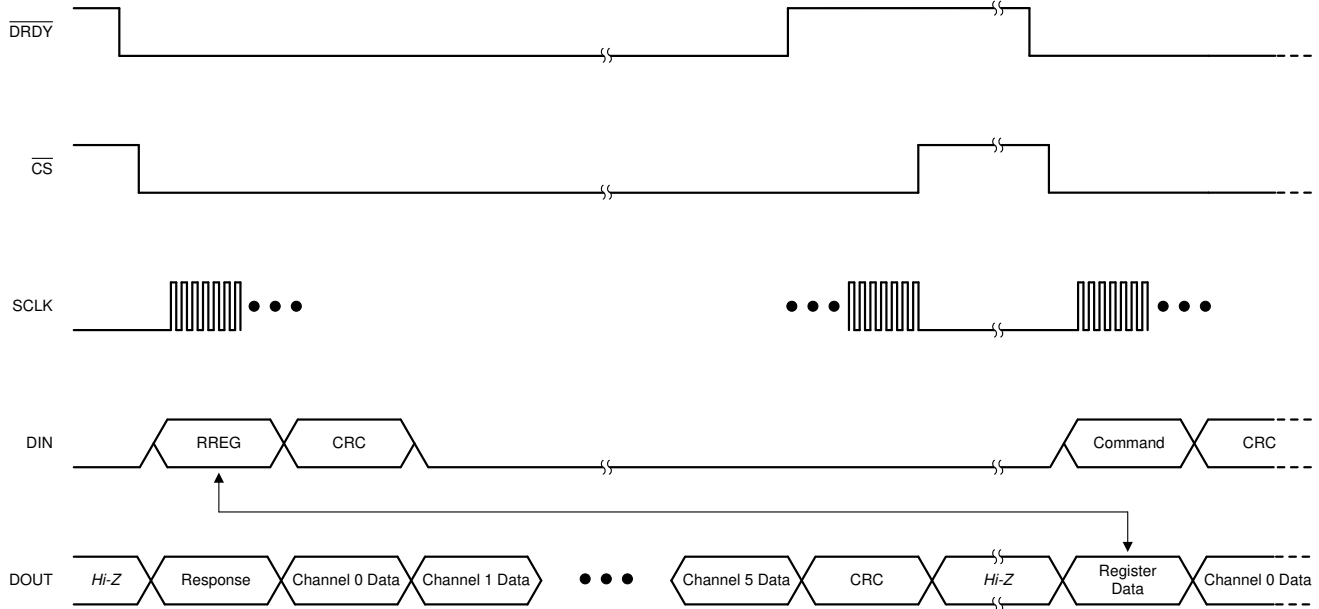 DRDY
CS
SCLK
DIN
RREG
CRC
Command
CRC
DOUT
Hi-Z
Response
Channel 0 Data
Channel 1 Data
Channel 5 Data
CRC
Hi-Z
Register
Data
Channel 0 Data